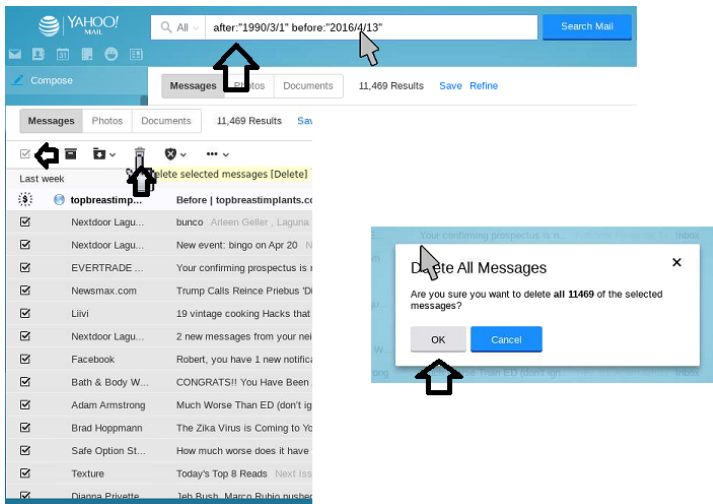 YAHOO!
MAIL
All
after:"1990/3/1" before:"2016/4/13"
Search Mail
31
Compose
Messages Photos Documents 11,469 Results Save Refine
Messages Photos Documents 11,469 Results
Last week
Delete selected messages [Delete]
topbreastimp... Before | topbreastimplants.co
Nextdoor Lagu... bunco Arleen Geller , Laguna
Nextdoor Lagu... New event: bingo on Apr 20
EVERTRADE ... Your confirming prospectus is
Newsmax.com Trump Calls Reince Priebus
Liivi 19 vintage cooking Hacks that
Nextdoor Lagu... 2 new messages from your
Facebook Robert, you have 1 new
Bath & Body W... CONGRATS!! You Have Been
Adam Armstrong Much Worse Than ED (don't
Brad Hoppmann The Zika Virus is Coming to
Safe Option St... How much worse does it have
Texture Today's Top 8 Reads Next
Dianna Privette Jeb Bush, Marco Rubio
Your confirming prospectus is Inbox
Delete All Messages
Are you sure you want to delete all 11469 of the selected
messages?
OK Cancel
Worse Than ED (don't Inbox